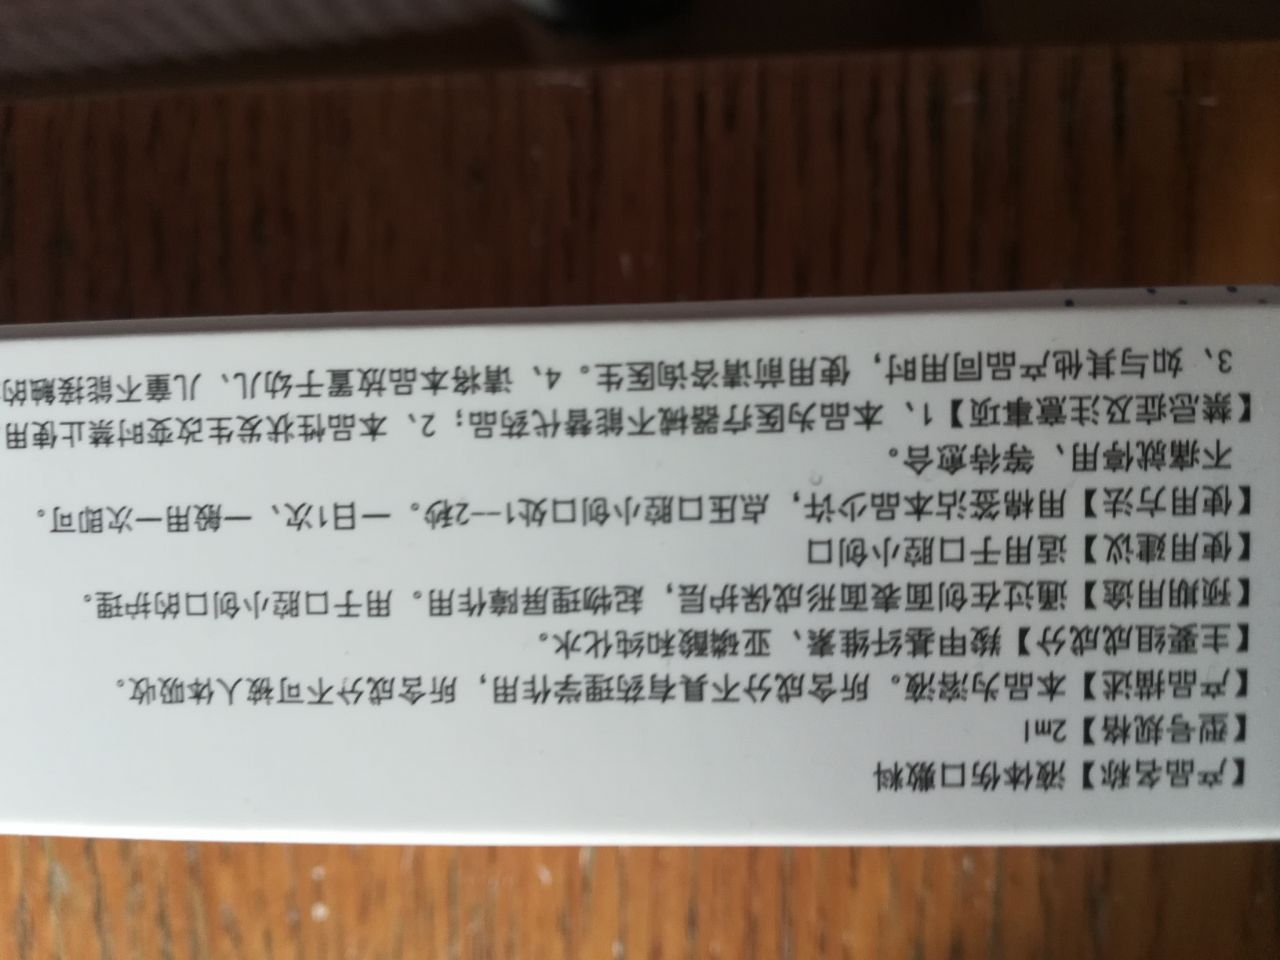 【产品名称】液体伤口敷料
【型号规格】2ml
【产品描述】本品为溶液。所含成分不具有药理学作用，所含成分不可被人体吸收。
【主要组成成分】羧甲基纤维素、亚磷酸和纯化水。
【预期用途】通过在创面表面形成保护层，起物理屏障作用。用于口腔小创口的护理。
【使用建议】适用于口腔小创口
【使用方法】用棉签沾本品少许，点压口腔小创口处1—2秒。一日1次、一般用一次即可。
不痛就停用、等待愈合。
【禁忌症及注意事项】1、本品为医疗器械不能替代药品；2、本品性状发生改变时禁止使用
3、如与其他产品同用时，使用前请咨询医生。4、请将本品放置于幼儿、儿童不能接触的